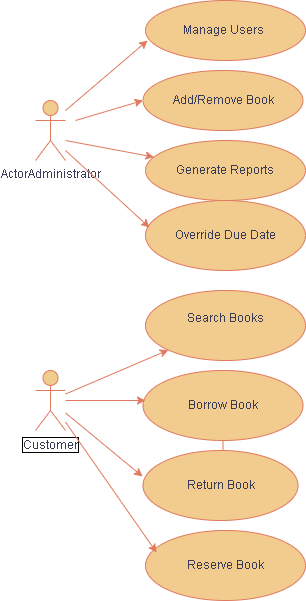 Manage Users
Add/Remove Book
ActorAdministrator
Generate Reports
Override Due Date
Search Books
Borrow Book
Customer
Return Book
Reserve Book